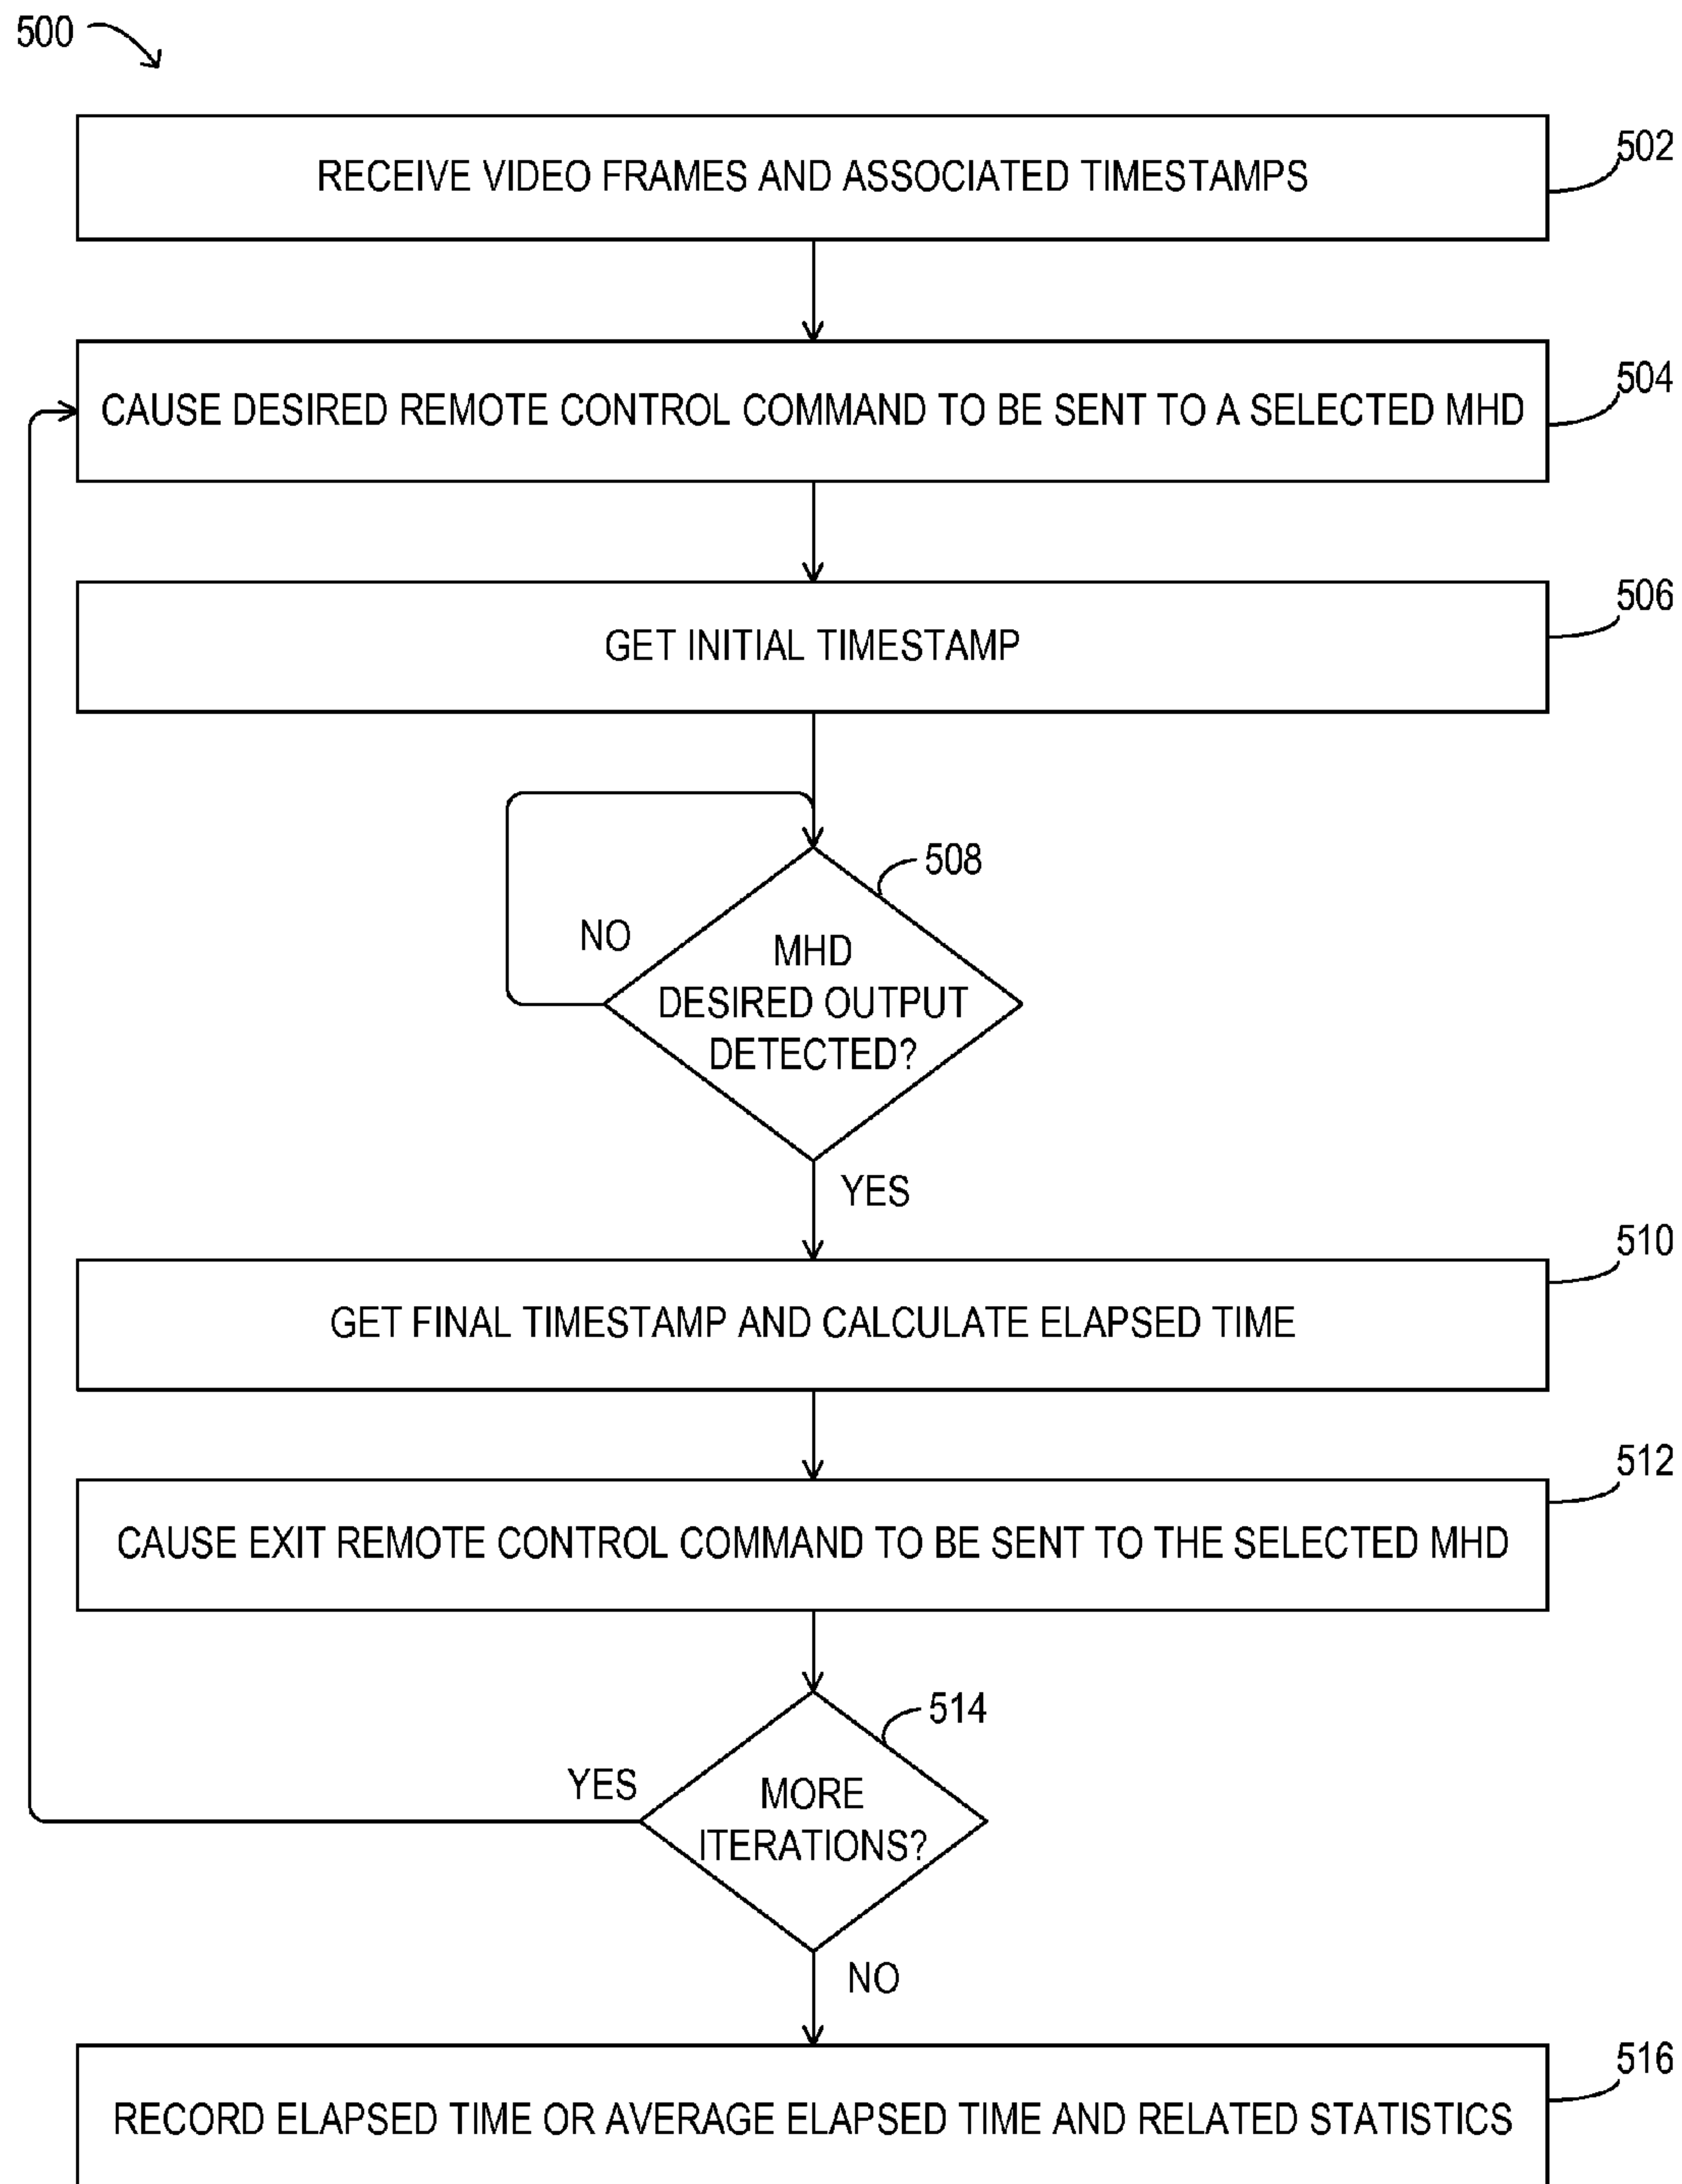 500
RECEIVE VIDEO FRAMES AND ASSOCIATED TIMESTAMPS
502
CAUSE DESIRED REMOTE CONTROL COMMAND TO BE SENT TO A SELECTED MHD
504
GET INITIAL TIMESTAMP
506
508
NO
MHD
DESIRED OUTPUT
DETECTED?
YES
GET FINAL TIMESTAMP AND CALCULATE ELAPSED TIME
510
CAUSE EXIT REMOTE CONTROL COMMAND TO BE SENT TO THE SELECTED MHD
512
514
YES
MORE
ITERATIONS?
NO
RECORD ELAPSED TIME OR AVERAGE ELAPSED TIME AND RELATED STATISTICS
516